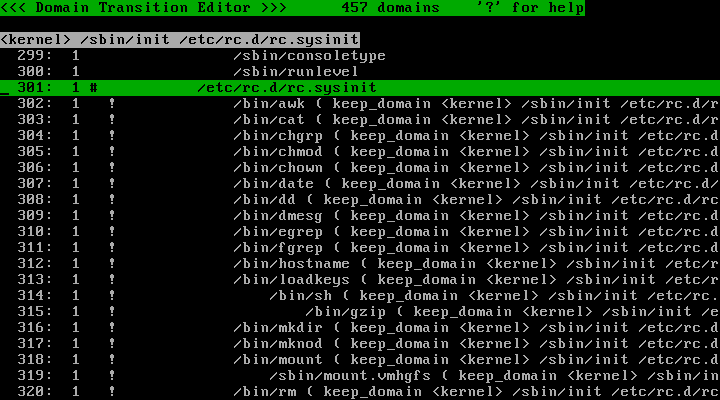 <<< Domain Transition Editor >>>      457 domains    '?' for help
<kernel> /sbin/init /etc/rc.d/rc.sysinit
  299:  1                 /sbin/consoletype
  300:  1                 /sbin/runlevel
_ 301:  1 #           /etc/rc.d/rc.sysinit
  302:  1   !             /bin/awk ( keep_domain <kernel> /sbin/init /etc/rc.d/r
  303:  1   !             /bin/cat ( keep_domain <kernel> /sbin/init /etc/rc.d/r
  304:  1   !             /bin/chgrp ( keep_domain <kernel> /sbin/init /etc/rc.d
  305:  1   !             /bin/chmod ( keep_domain <kernel> /sbin/init /etc/rc.d
  306:  1   !             /bin/chown ( keep_domain <kernel> /sbin/init /etc/rc.d
  307:  1   !             /bin/date ( keep_domain <kernel> /sbin/init /etc/rc.d/
  308:  1   !             /bin/dd ( keep_domain <kernel> /sbin/init /etc/rc.d/rc
  309:  1   !             /bin/dmesg ( keep_domain <kernel> /sbin/init /etc/rc.d
  310:  1   !             /bin/egrep ( keep_domain <kernel> /sbin/init /etc/rc.d
  311:  1   !             /bin/fgrep ( keep_domain <kernel> /sbin/init /etc/rc.d
  312:  1   !             /bin/hostname ( keep_domain <kernel> /sbin/init /etc/r
  313:  1   !             /bin/loadkeys ( keep_domain <kernel> /sbin/init /etc/r
  314:  1   !                 /bin/sh ( keep_domain <kernel> /sbin/init /etc/rc.
  315:  1   !                     /bin/gzip ( keep_domain <kernel> /sbin/init /e
  316:  1   !             /bin/mkdir ( keep_domain <kernel> /sbin/init /etc/rc.d
  317:  1   !             /bin/mknod ( keep_domain <kernel> /sbin/init /etc/rc.d
  318:  1   !             /bin/mount ( keep_domain <kernel> /sbin/init /etc/rc.d
  319:  1   !                 /sbin/mount.vmhgfs ( keep_domain <kernel> /sbin/in
  320:  1   !             /bin/rm ( keep_domain <kernel> /sbin/init /etc/rc.d/rc